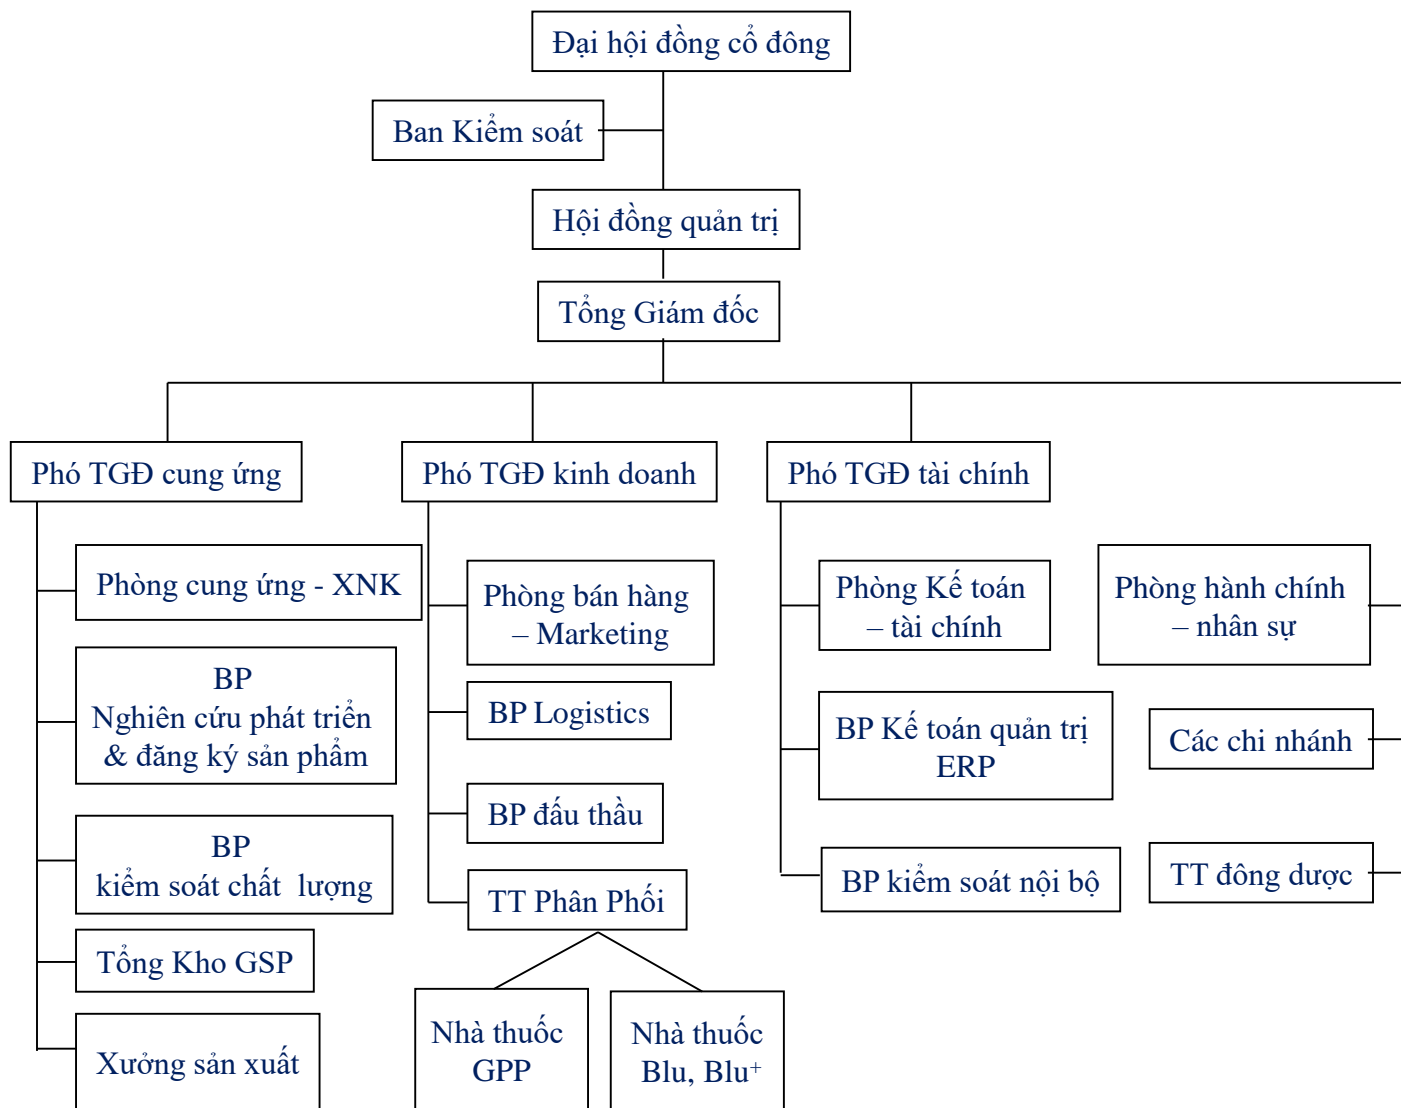 Đại hội đồng cổ đông
Ban Kiểm soát
Hội đồng quản trị
Tổng Giám đốc
Phó TGĐ cung ứng
Phó TGĐ kinh doanh
Phó TGĐ tài chính
Phòng cung ứng - XNK
BP
Nghiên cứu phát triển
& đăng ký sản phẩm
BP
kiểm soát chất lượng
Tổng Kho GSP
Xưởng sản xuất
Phòng bán hàng
– Marketing
BP Logistics
BP đấu thầu
TT Phân Phối
Nhà thuốc
GPP
Nhà thuốc
Blu, Blu⁺
Phòng Kế toán
– tài chính
BP Kế toán quản trị
ERP
BP kiểm soát nội bộ
Phòng hành chính
– nhân sự
Các chi nhánh
TT đông dược